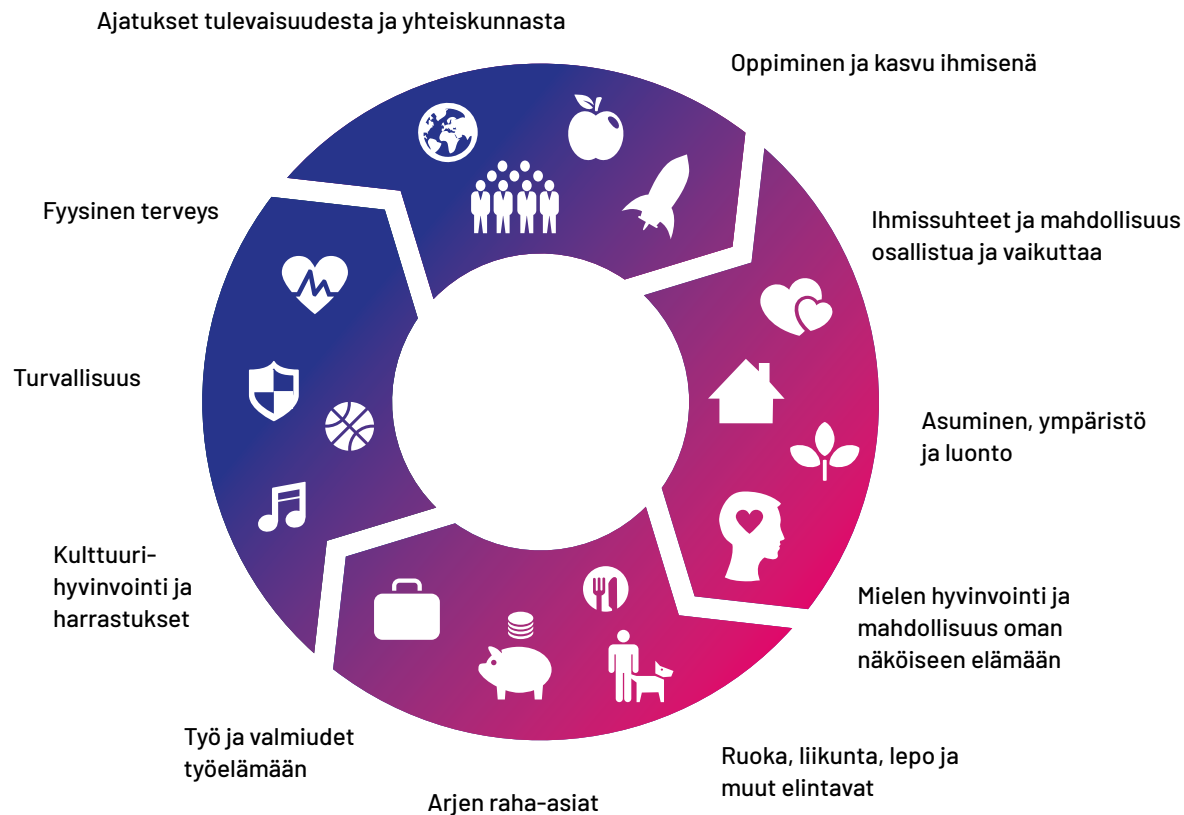 Ajatukset tulevaisuudesta ja yhteiskunnasta
Oppiminen ja kasvu ihmisenä
Ihmissuhteet ja mahdollisuus
osallistua ja vaikuttaa
Asuminen, ympäristö
ja luonto
Mielen hyvinvointi ja
mahdollisuus oman
näköiseen elämään
Ruoka, liikunta, lepo ja
muut elintavat
Arjen raha-asiat
Työ ja valmiudet
työelämään
Kulttuuri-
hyvinvointi ja
harrastukset
Turvallisuus
Fyysinen terveys